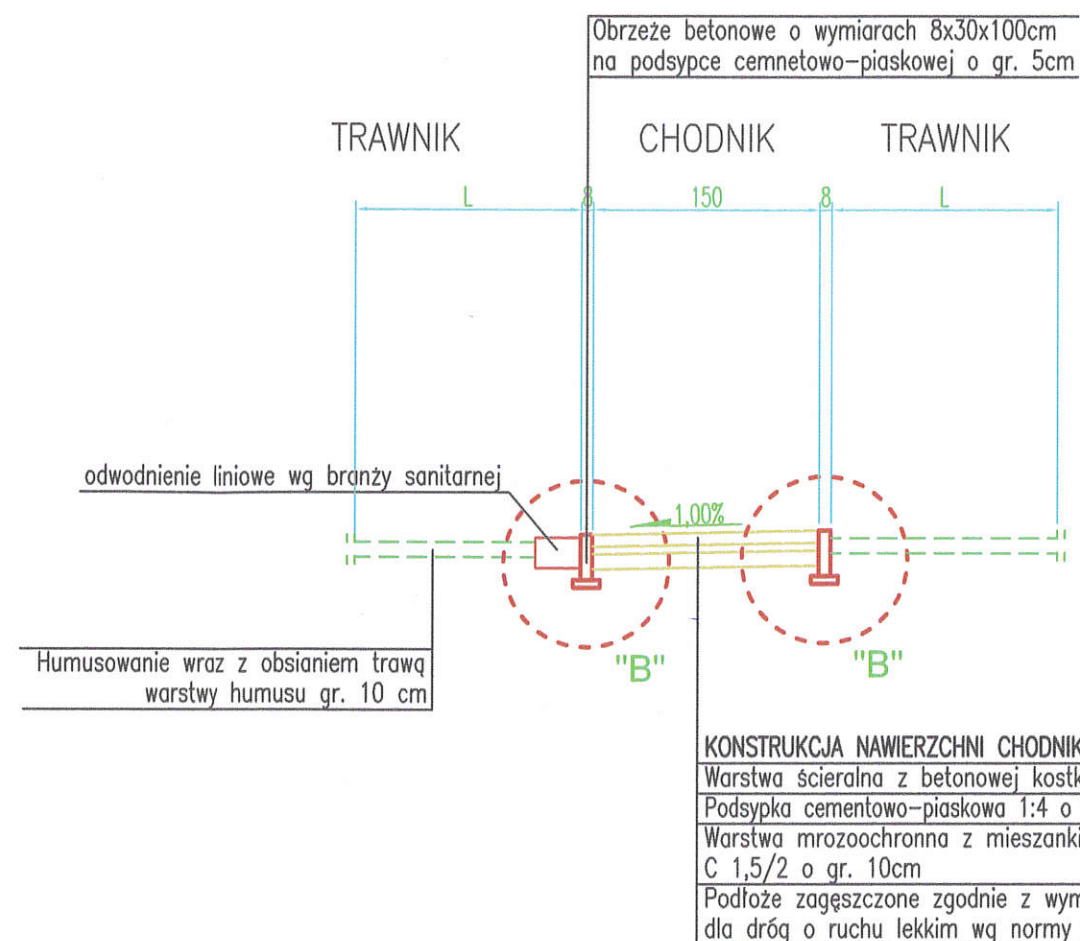 Obrzeże betonowe o wymiarach 8x30x100cm
na podsypce cemnetowo-piaskowej o gr. 5cm
TRAWNIK CHODNIK TRAWNIK
L 8 150 8 L
odwodnienie liniowe wg branży sanitarnej
1,00%
"B" "B"
Humusowanie wraz z obsianiem trawą
warstwy humusu gr. 10 cm
KONSTRUKCJA NAWIERZCHNI CHODNIK
Warstwa ścieralna z betonowej kostk
Podsypka cementowo-piaskowa 1:4 o
Warstwa mrozoochronna z mieszanki
C 1,5/2 o gr. 10cm
Podłoże zagęszczone zgodnie z wym
dla dróg o ruchu lekkim wg normy